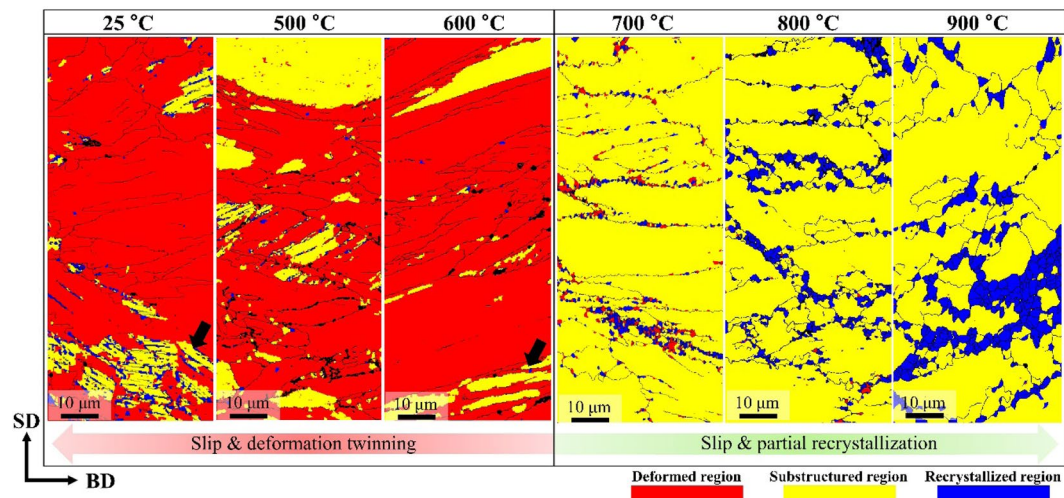 25 °C 500 °C 600 °C 700 °C 800 °C 900 °C
10 μm 10 μm 10 μm 10 μm 10 μm 10 μm
SD
Slip & deformation twinning Slip & partial recrystallization
BD
Deformed region Substructured region Recrystallized region